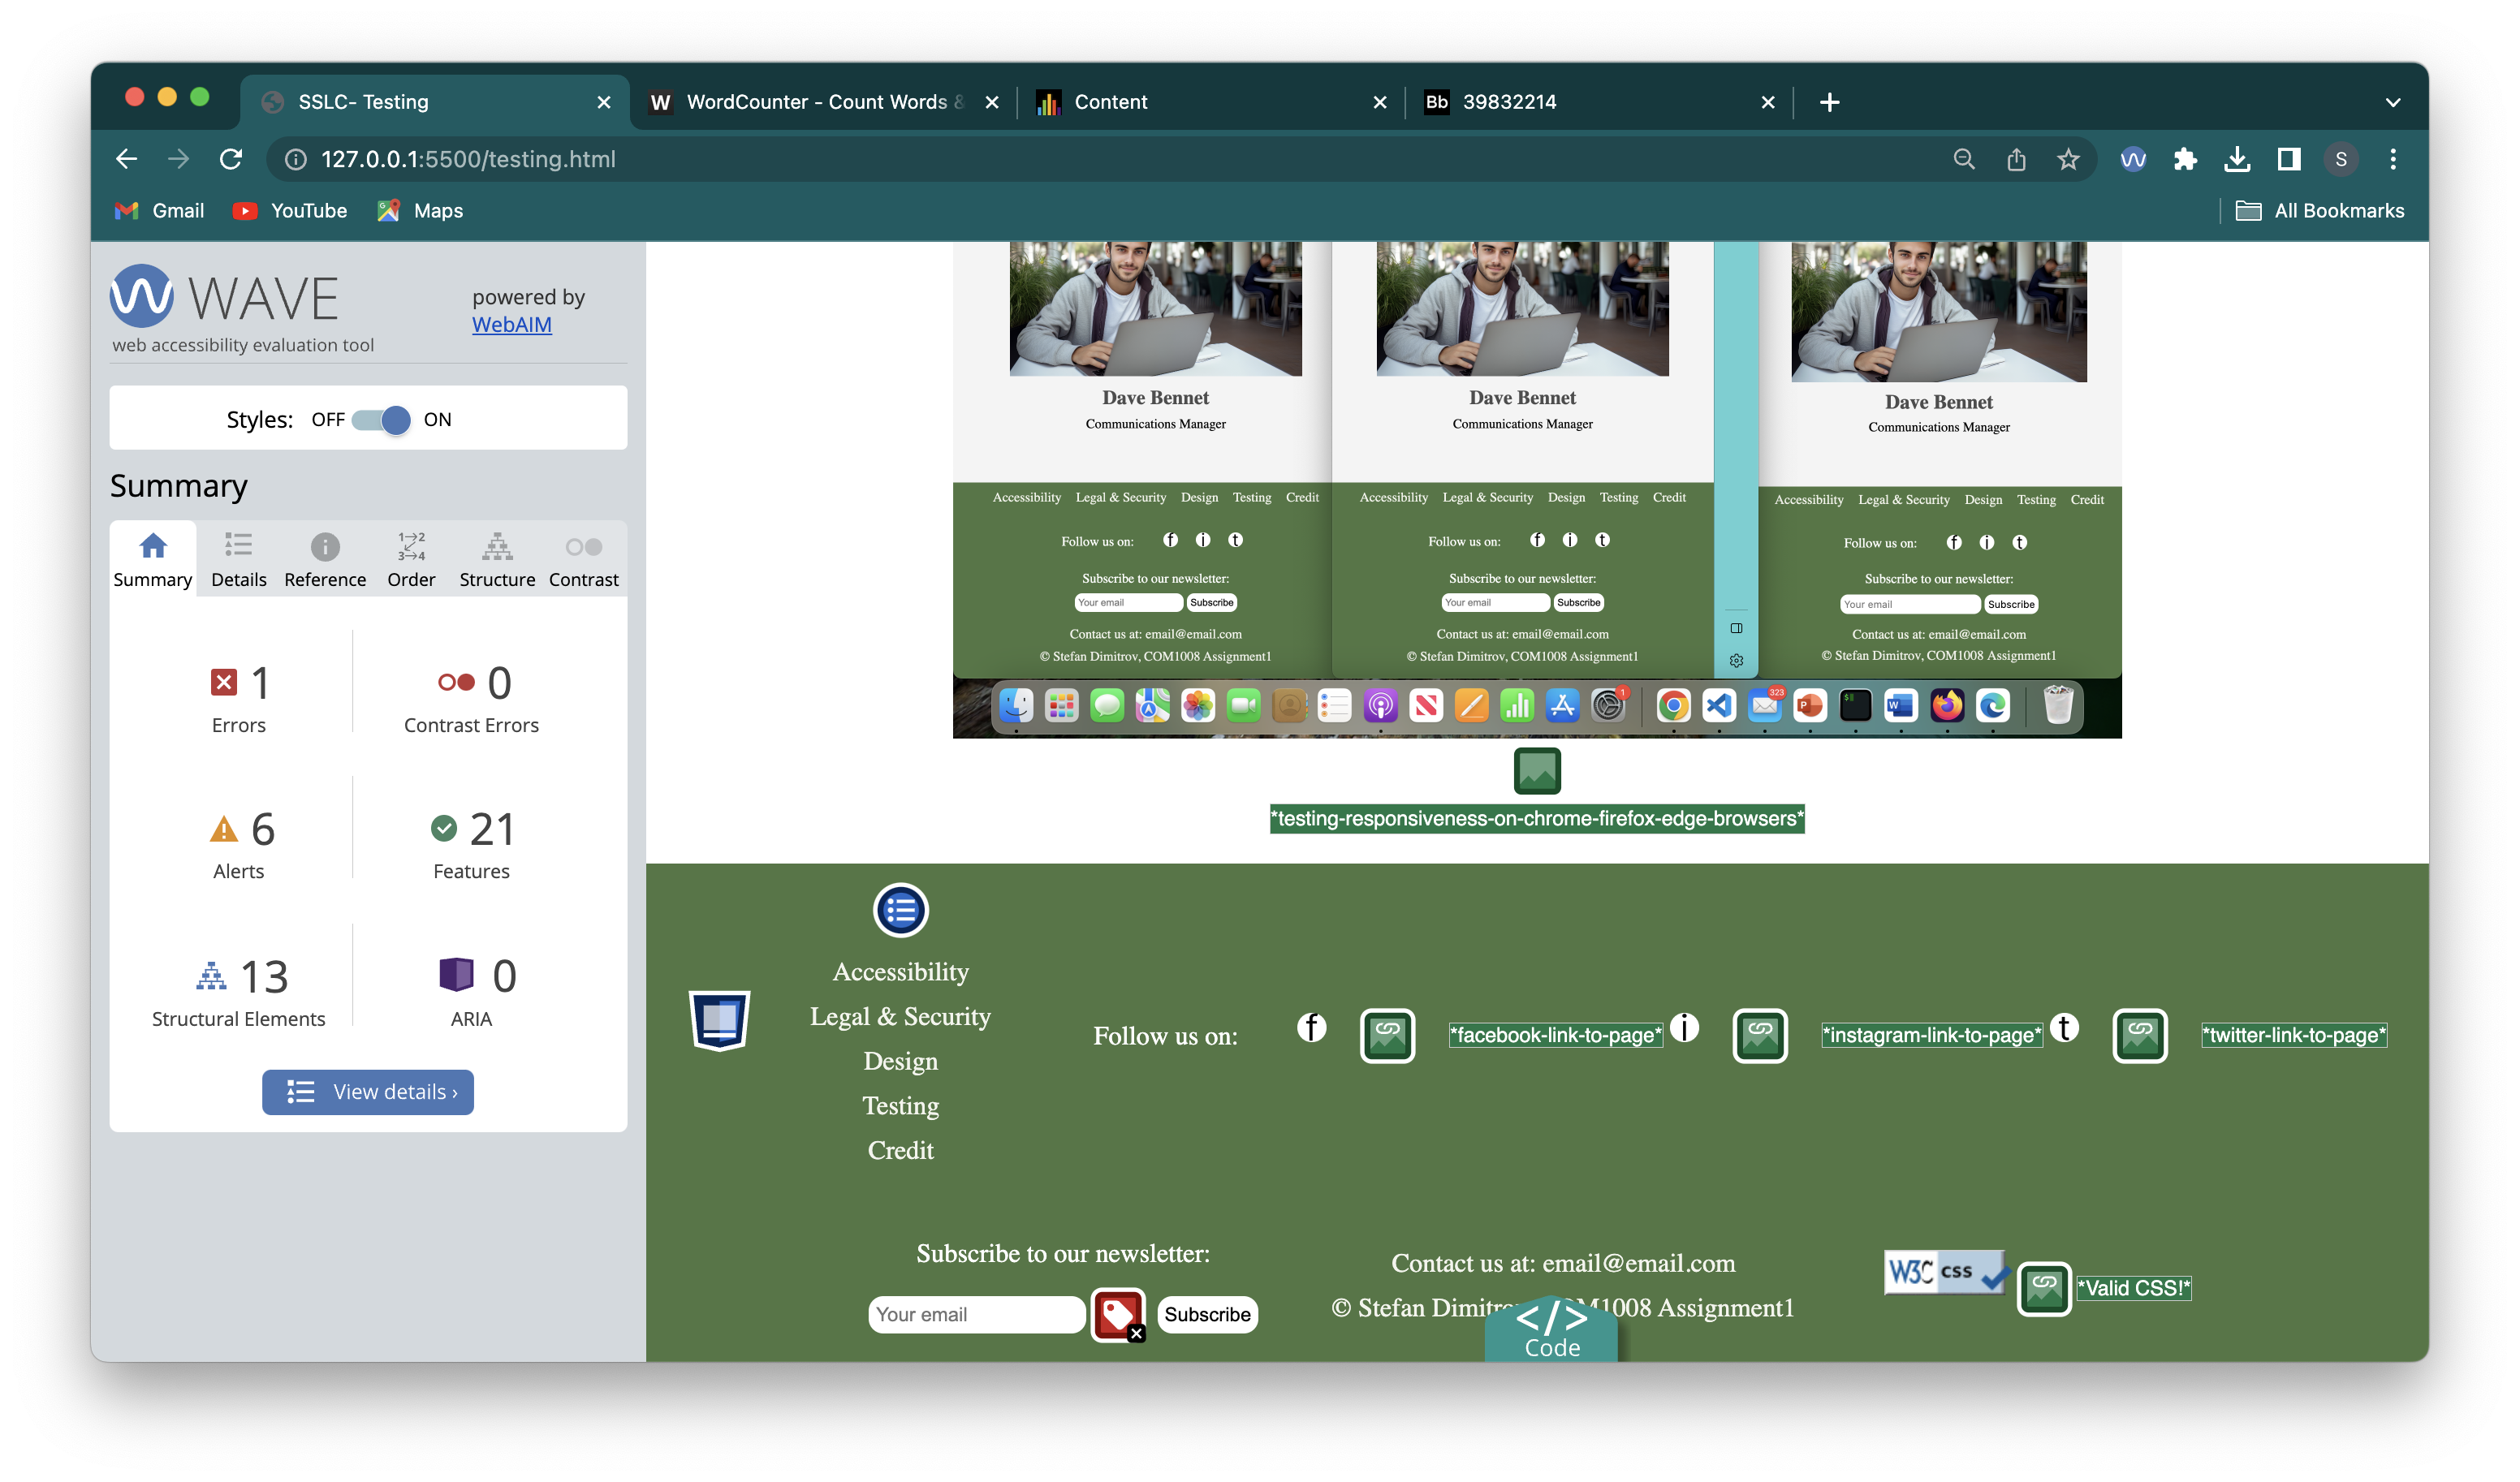 SSLC- Testing
WordCounter - Count Words &
Content
Bb 39832214
127.0.0.1:5500/testing.html
S
Gmail
YouTube
Maps
All Bookmarks
WAVE
web accessibility evaluation tool
powered by
WebAIM
Styles: OFF ON
Summary
Summary
Details
Reference
Order
Structure
Contrast
1 Errors
0 Contrast Errors
6 Alerts
21 Features
13 Structural Elements
0 ARIA
View details ›
Dave Bennet
Communications Manager
Accessibility Legal & Security Design Testing Credit
Follow us on: f i t
Subscribe to our newsletter:
Your email Subscribe
Contact us at: email@email.com
© Stefan Dimitrov, COM1008 Assignment1
Dave Bennet
Communications Manager
Accessibility Legal & Security Design Testing Credit
Follow us on: f i t
Subscribe to our newsletter:
Your email Subscribe
Contact us at: email@email.com
© Stefan Dimitrov, COM1008 Assignment1
Dave Bennet
Communications Manager
Accessibility Legal & Security Design Testing Credit
Follow us on: f i t
Subscribe to our newsletter:
Your email Subscribe
Contact us at: email@email.com
© Stefan Dimitrov, COM1008 Assignment1
1
323
*testing-responsiveness-on-chrome-firefox-edge-browsers*
Accessibility
Legal & Security
Design
Testing
Credit
Follow us on:
f *facebook-link-to-page* i *instagram-link-to-page* t *twitter-link-to-page*
Subscribe to our newsletter:
Your email
Subscribe
Contact us at: email@email.com
© Stefan Dimitr M1008 Assignment1
</>
Code
W3C css
*Valid CSS!*